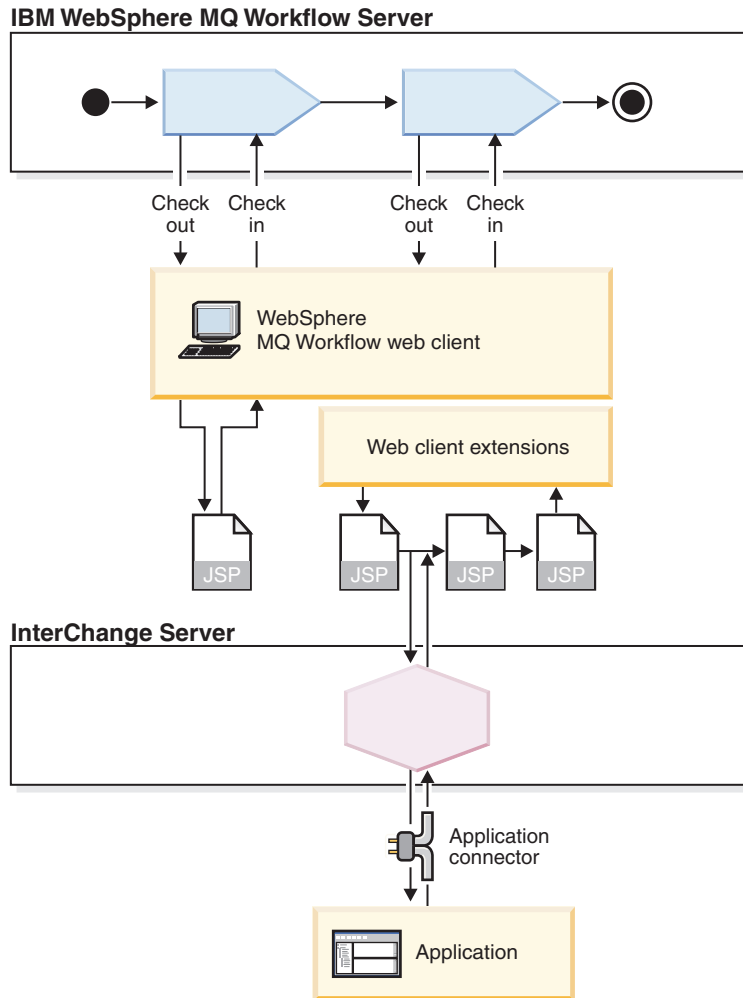 IBM WebSphere MQ Workflow Server
Check
out
Check
in
Check
out
Check
in
WebSphere
MQ Workflow web client
Web client extensions
JSP
JSP
JSP
JSP
InterChange Server
Application
connector
Application